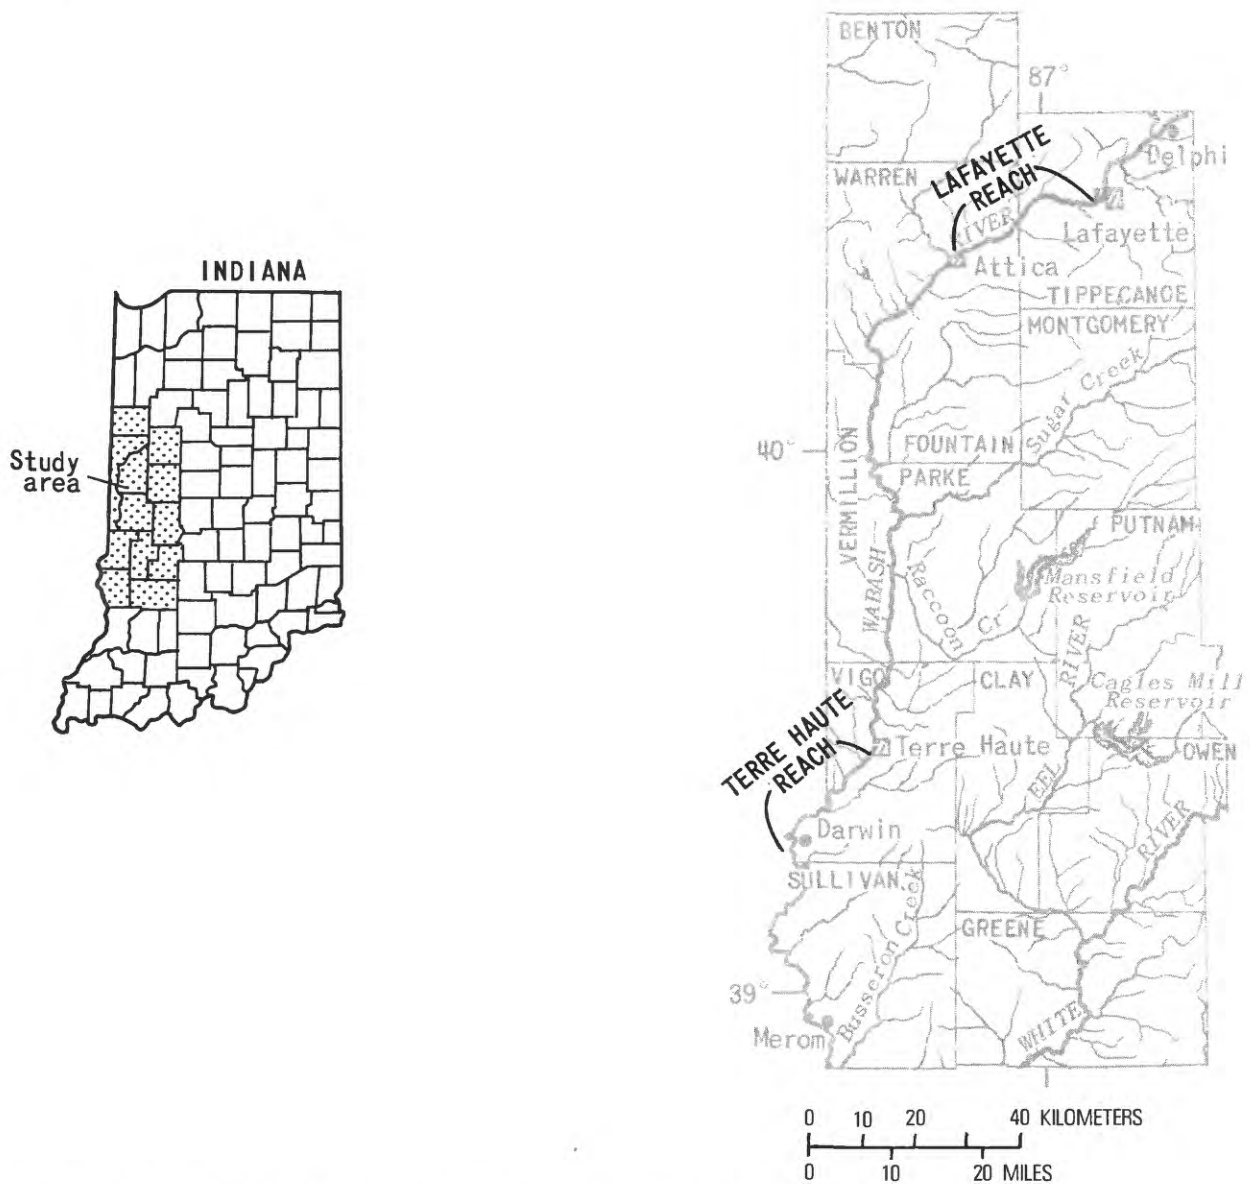 INDIANA
Study
area
BENTON
87°
Delphi
WARREN
LAFAYETTE
REACH
RIVER
Lafayette
Attica
TIPPECANOE
MONTGOMERY
Sugar Creek
40°
FOUNTAIN
PARKE
VERMILLION
PUTNAM
WABASH
Raccoon Cr
Mansfield
Reservoir
RIVER
VIGO
CLAY
Cagles Mill
Reservoir
TERRE HAUTE
REACH
Terre Haute
OWEN
EEL
RIVER
Darwin
SULLIVAN
Busseron Creek
GREENE
39°
Merom
WHITE
0 10 20 40 KILOMETERS
0 10 20 MILES